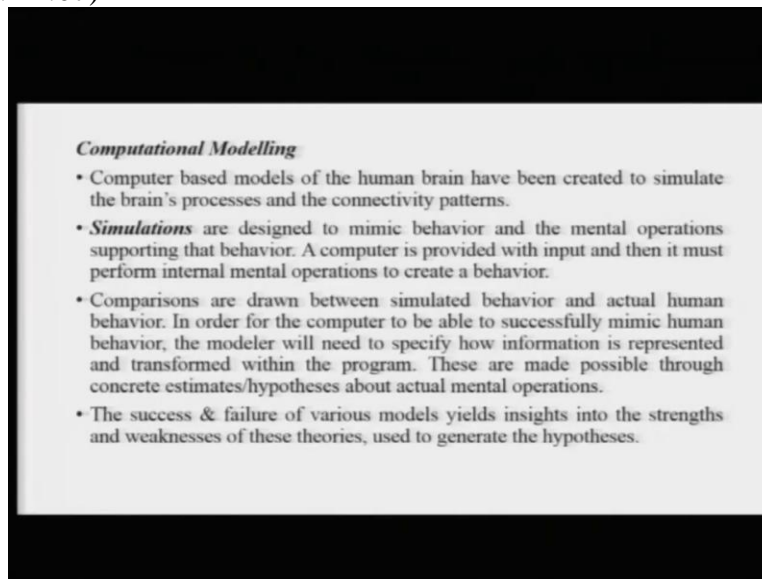 Computational Modelling
• Computer based models of the human brain have been created to simulate
the brain's processes and the connectivity patterns.
• Simulations are designed to mimic behavior and the mental operations
supporting that behavior. A computer is provided with input and then it must
perform internal mental operations to create a behavior.
• Comparisons are drawn between simulated behavior and actual human
behavior. In order for the computer to be able to successfully mimic human
behavior, the modeler will need to specify how information is represented
and transformed within the program. These are made possible through
concrete estimates/hypotheses about actual mental operations.
• The success & failure of various models yields insights into the strengths
and weaknesses of these theories, used to generate the hypotheses.